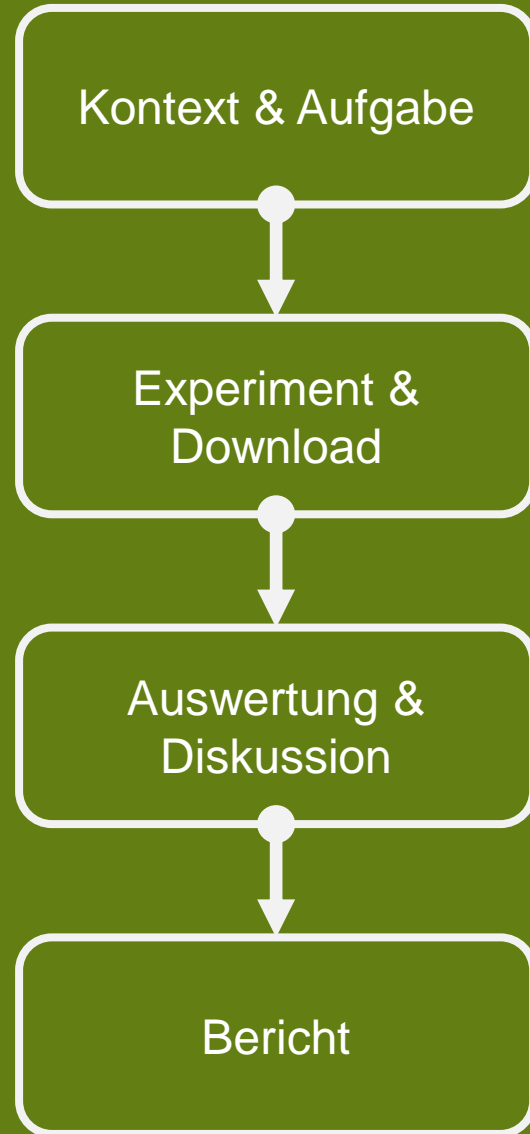 Kontext & Aufgabe
Experiment &
Download
Auswertung &
Diskussion
Bericht